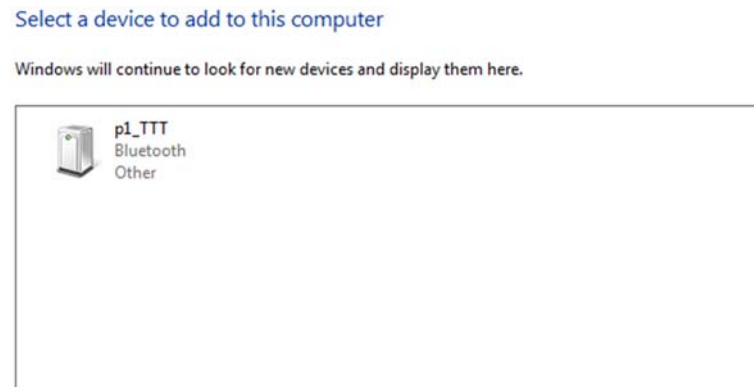 Select a device to add to this computer
Windows will continue to look for new devices and display them here.
p1_TTT
Bluetooth
Other